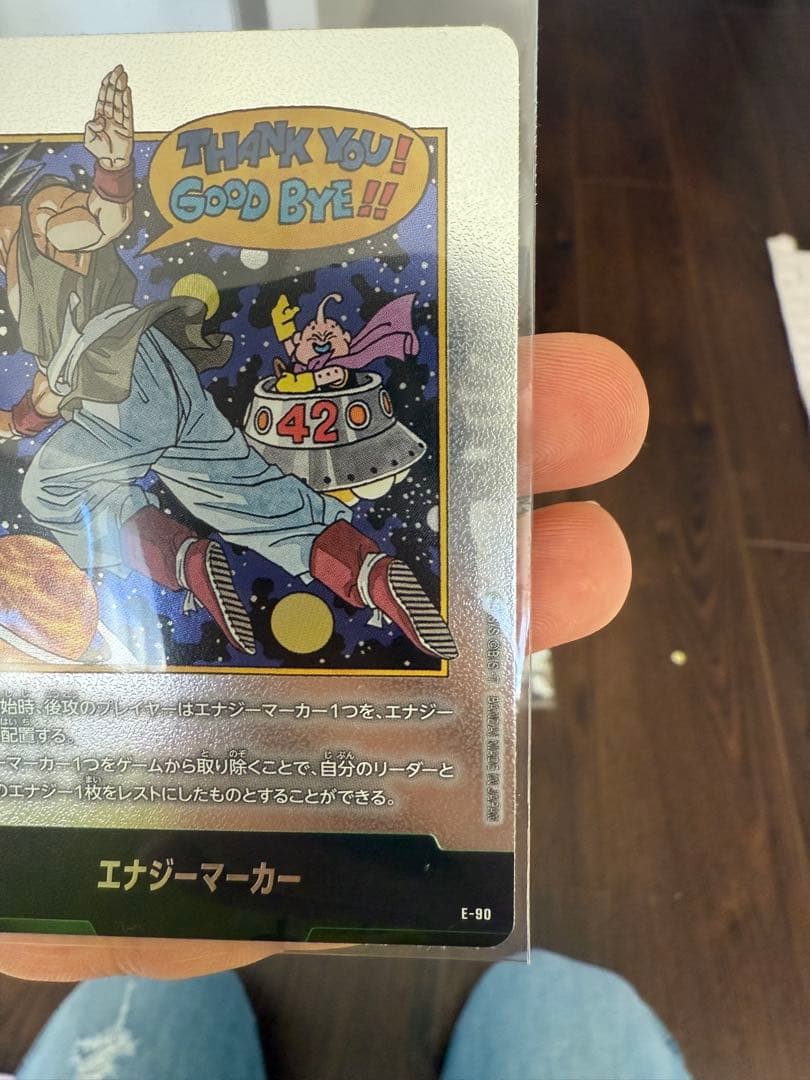 THANK YOU!
GOOD BYE!!
42
始時、後攻のプレイヤーはエナジーマーカー1つを、エナジー
配置する。
マーカー1つをゲームから取り除くことで、自分のリーダーと
のエナジー1枚をレストにしたものとすることができる。
エナジーマーカー
E-90
BANDAI MADE IN JAPAN